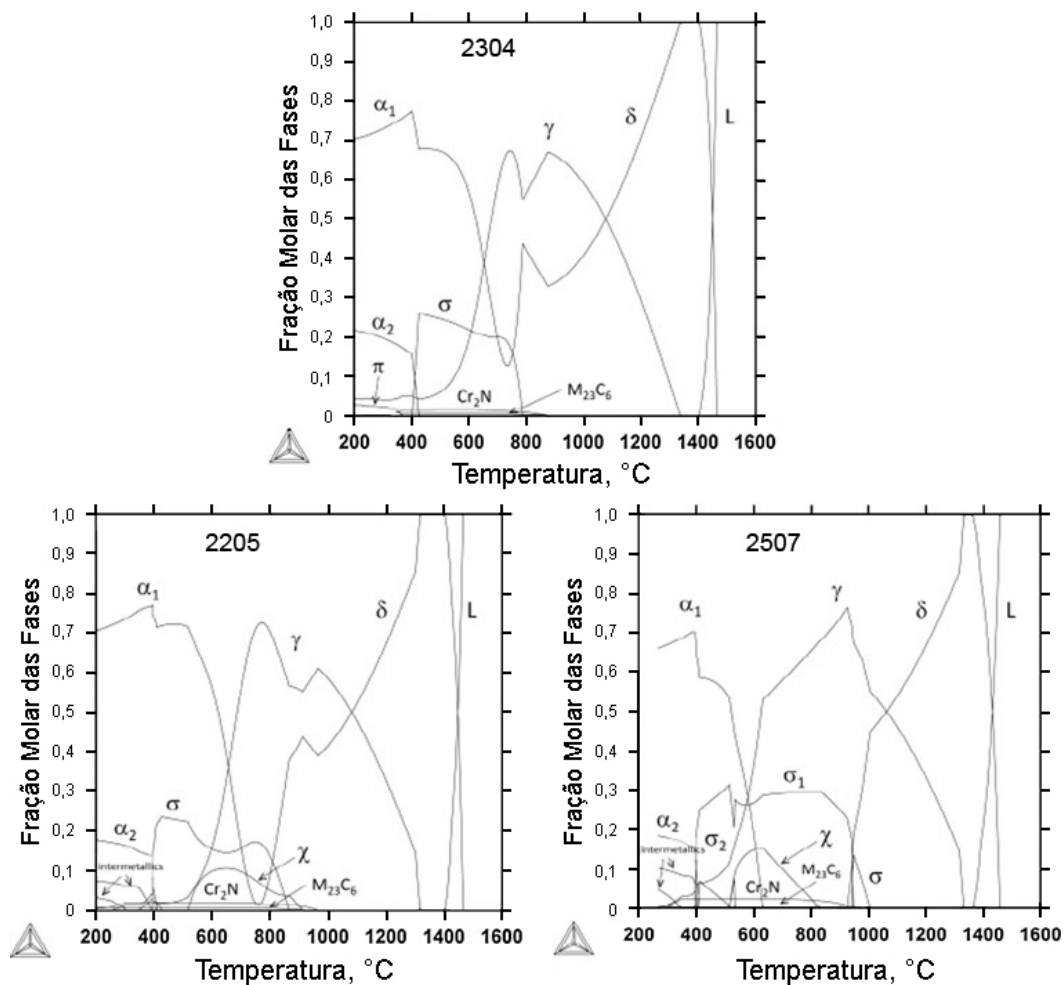 2304
Fração Molar das Fases
1,0
0,9
0,8
0,7
0,6
0,5
0,4
0,3
0,2
0,1
0
α1
α2
π
σ
γ
δ
L
Cr2N
M23C6
200 400 600 800 1000 1200 1400 1600
Temperatura, °C
2205
Fração Molar das Fases
1,0
0,9
0,8
0,7
0,6
0,5
0,4
0,3
0,2
0,1
0
α1
α2
Intermetallics
σ
γ
δ
L
χ
Cr2N
M23C6
200 400 600 800 1000 1200 1400 1600
Temperatura, °C
2507
Fração Molar das Fases
1,0
0,9
0,8
0,7
0,6
0,5
0,4
0,3
0,2
0,1
0
α1
α2
Intermetallics
σ2
σ1
γ
δ
L
χ
Cr2N
M23C6
σ
200 400 600 800 1000 1200 1400 1600
Temperatura, °C